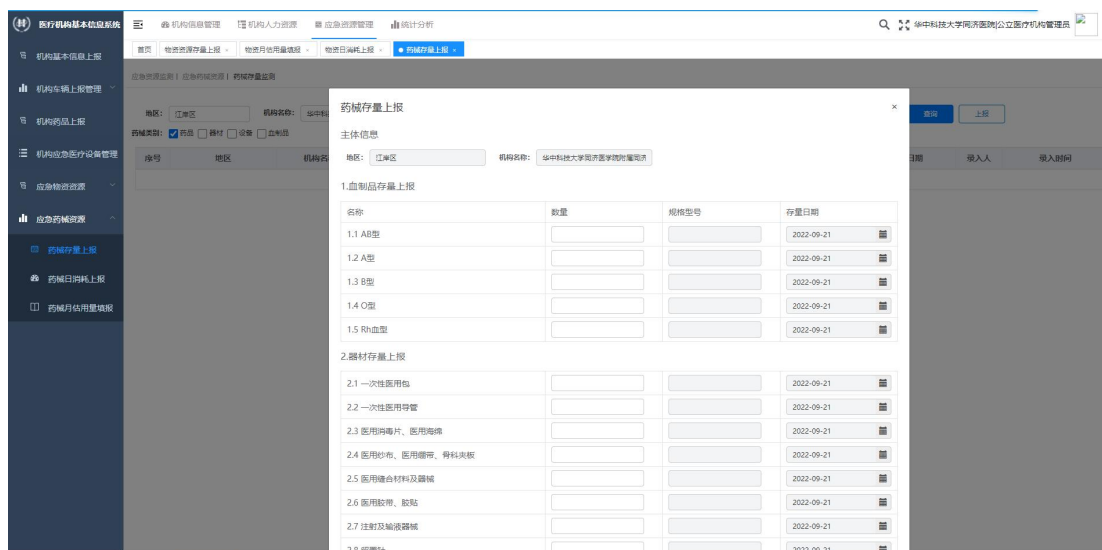 医疗机构基本信息系统
机构信息管理 机构人力资源 应急资源管理 统计分析
华中科技大学同济医院|公立医疗机构管理员
首页 物资资源存量上报 × 物资月估用量填报 × 物资日消耗上报 × 药械存量上报 ×
应急资源监测 | 应急药械资源 | 药械存量监测
机构基本信息上报
机构车辆上报管理
机构药品上报
机构应急医疗设备管理
应急物资资源
应急药械资源
药械存量上报
药械日消耗上报
药械月估用量填报
地区: 江岸区 机构名称: 华中科
查询 上报
药械类别: 药品 器材 设备 血制品
序号 地区 机构名
日期 录入人 录入时间
药械存量上报 ×
主体信息
地区: 江岸区 机构名称: 华中科技大学同济医学院附属同济
1.血制品存量上报
名称 数量 规格型号 存量日期
1.1 AB型 2022-09-21
1.2 A型 2022-09-21
1.3 B型 2022-09-21
1.4 O型 2022-09-21
1.5 Rh血型 2022-09-21
2.器材存量上报
2.1 一次性医用包 2022-09-21
2.2 一次性医用导管 2022-09-21
2.3 医用消毒片、医用海绵 2022-09-21
2.4 医用纱布、医用绷带、骨科夹板 2022-09-21
2.5 医用缝合材料及器械 2022-09-21
2.6 医用胶带、胶贴 2022-09-21
2.7 注射及输液器械 2022-09-21
2.8 2022-09-21